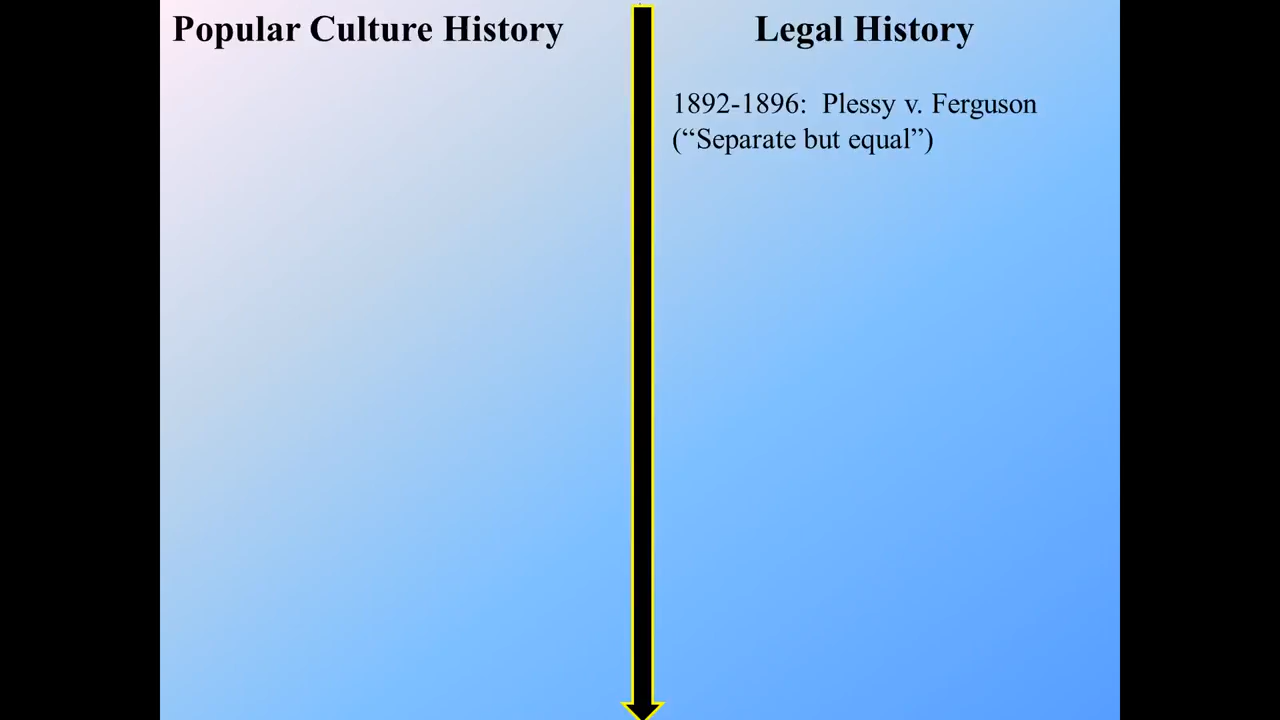 Popular Culture History
Legal History
1892-1896:  Plessy v. Ferguson
(“Separate but equal”)